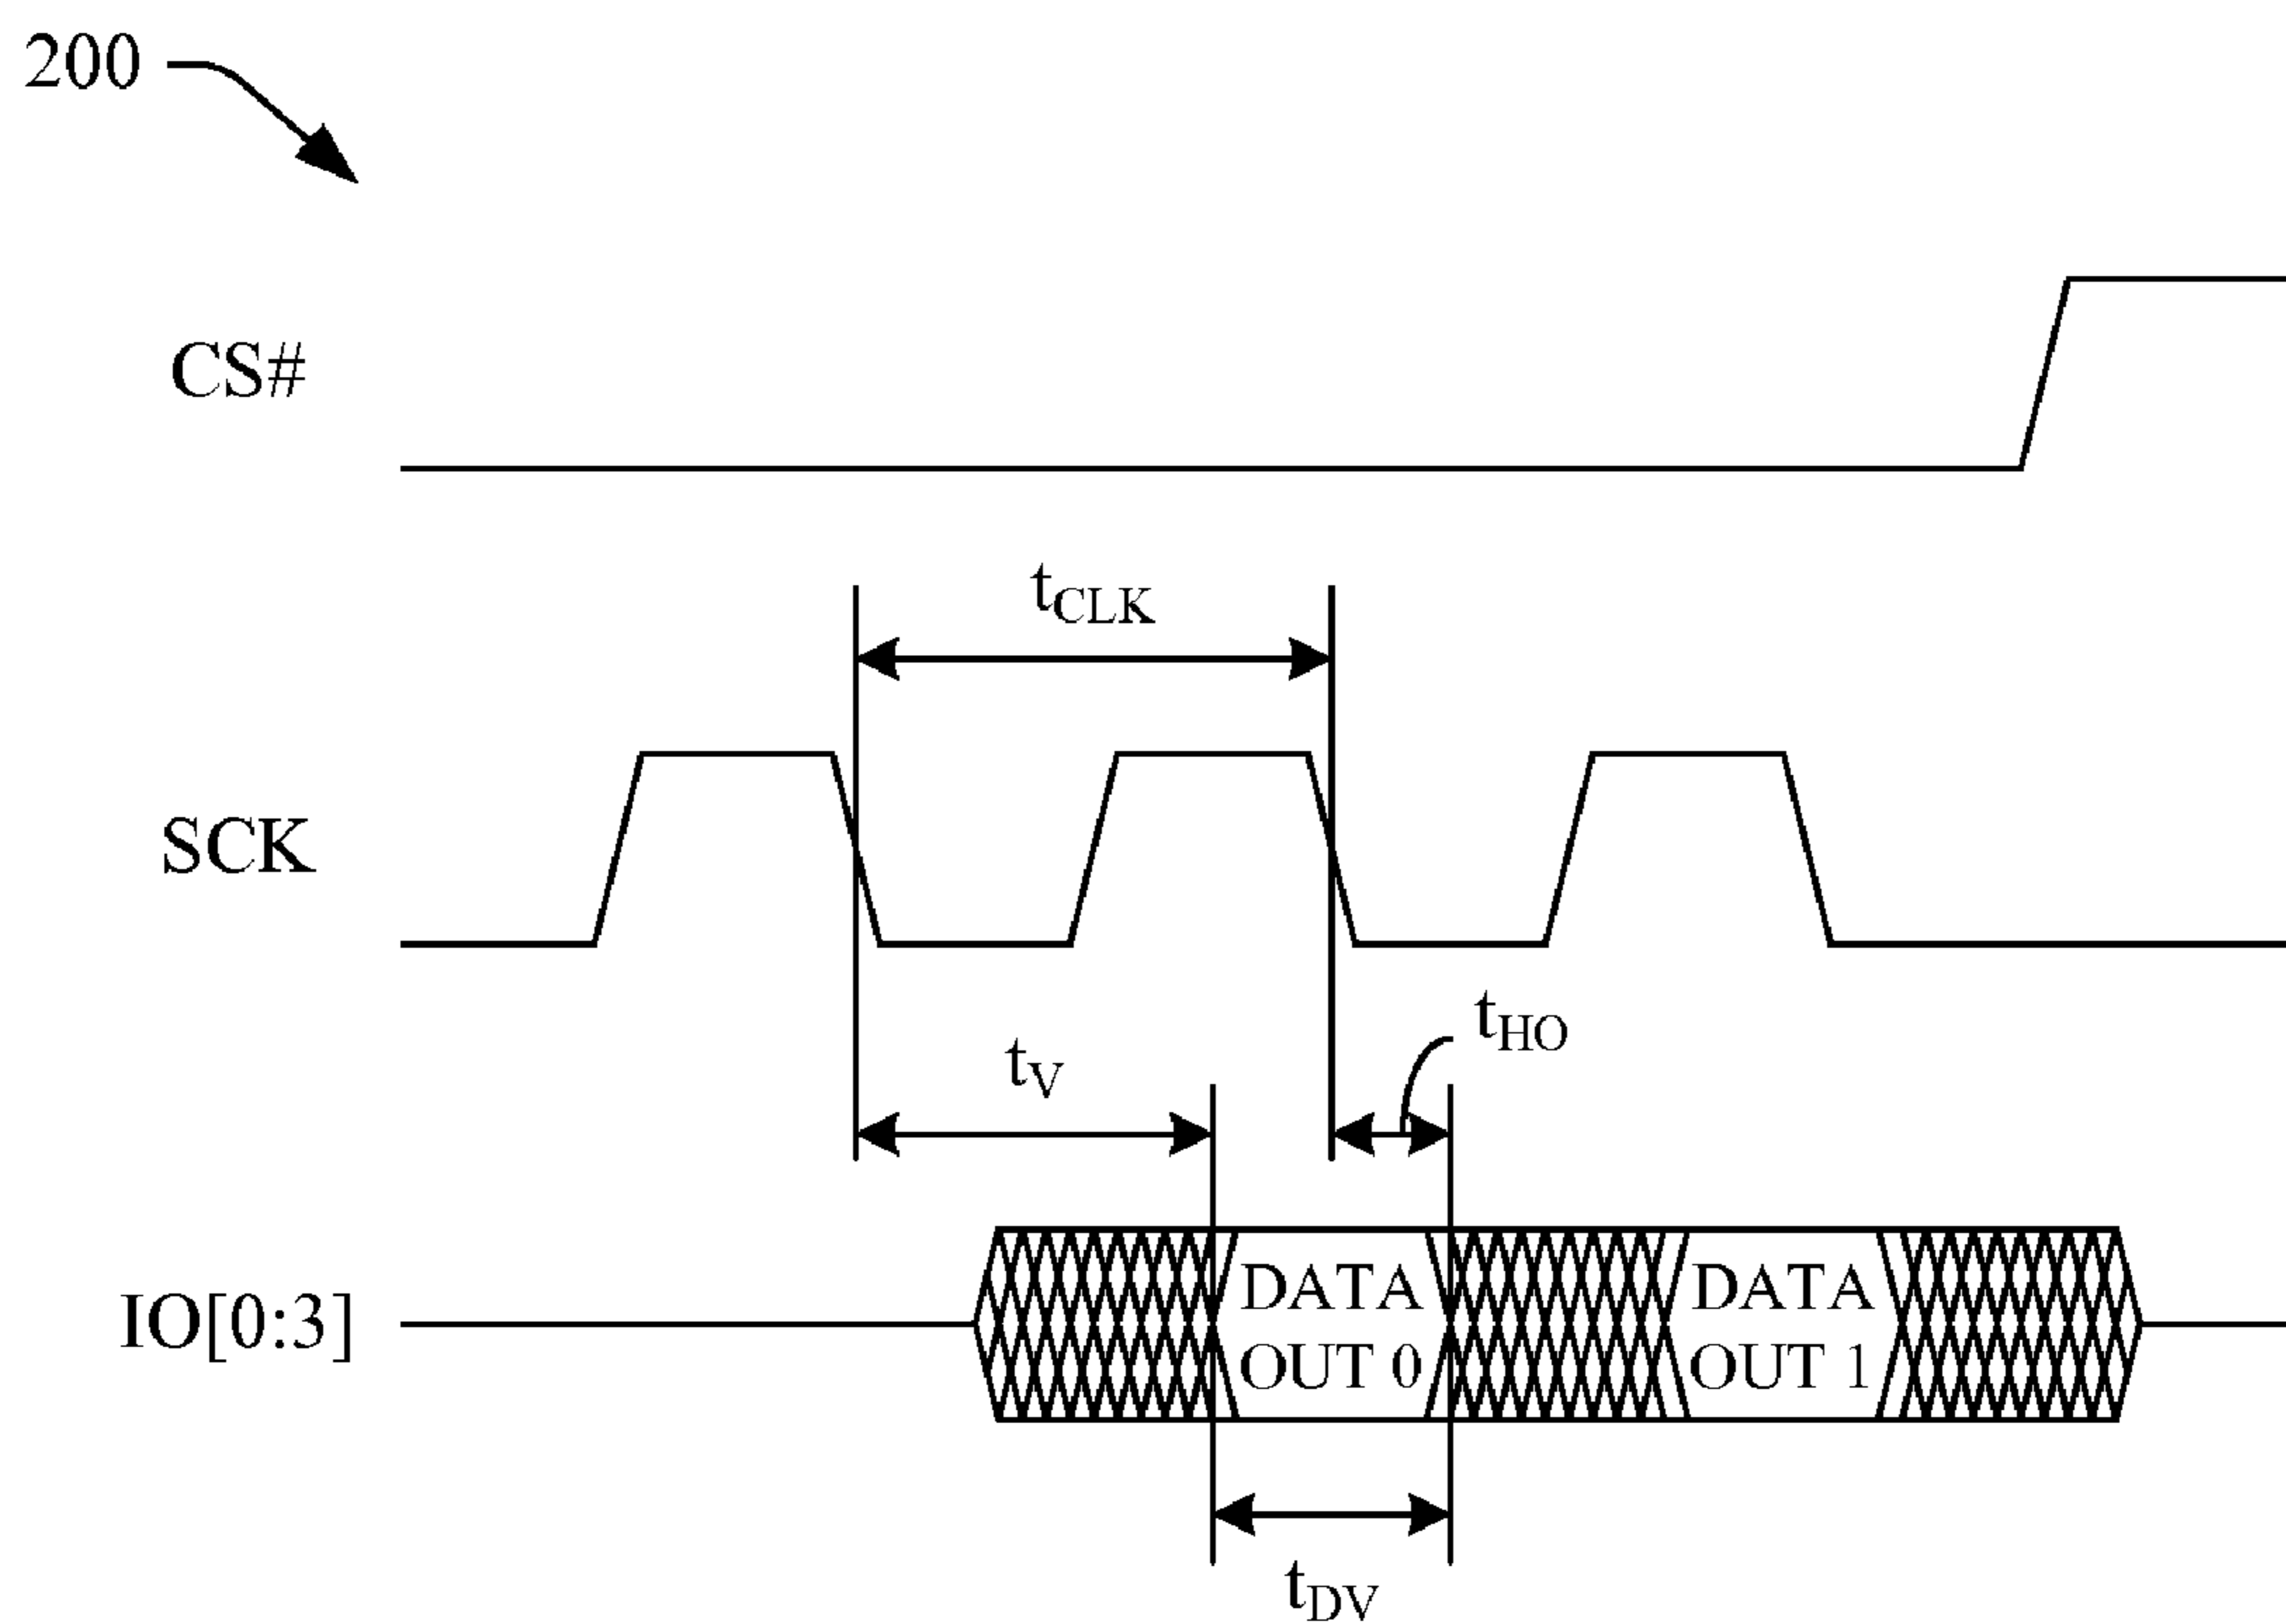 200
CS#
tCLK
SCK
tHO
tV
IO[0:3]
DATA
OUT 0
DATA
OUT 1
tDV